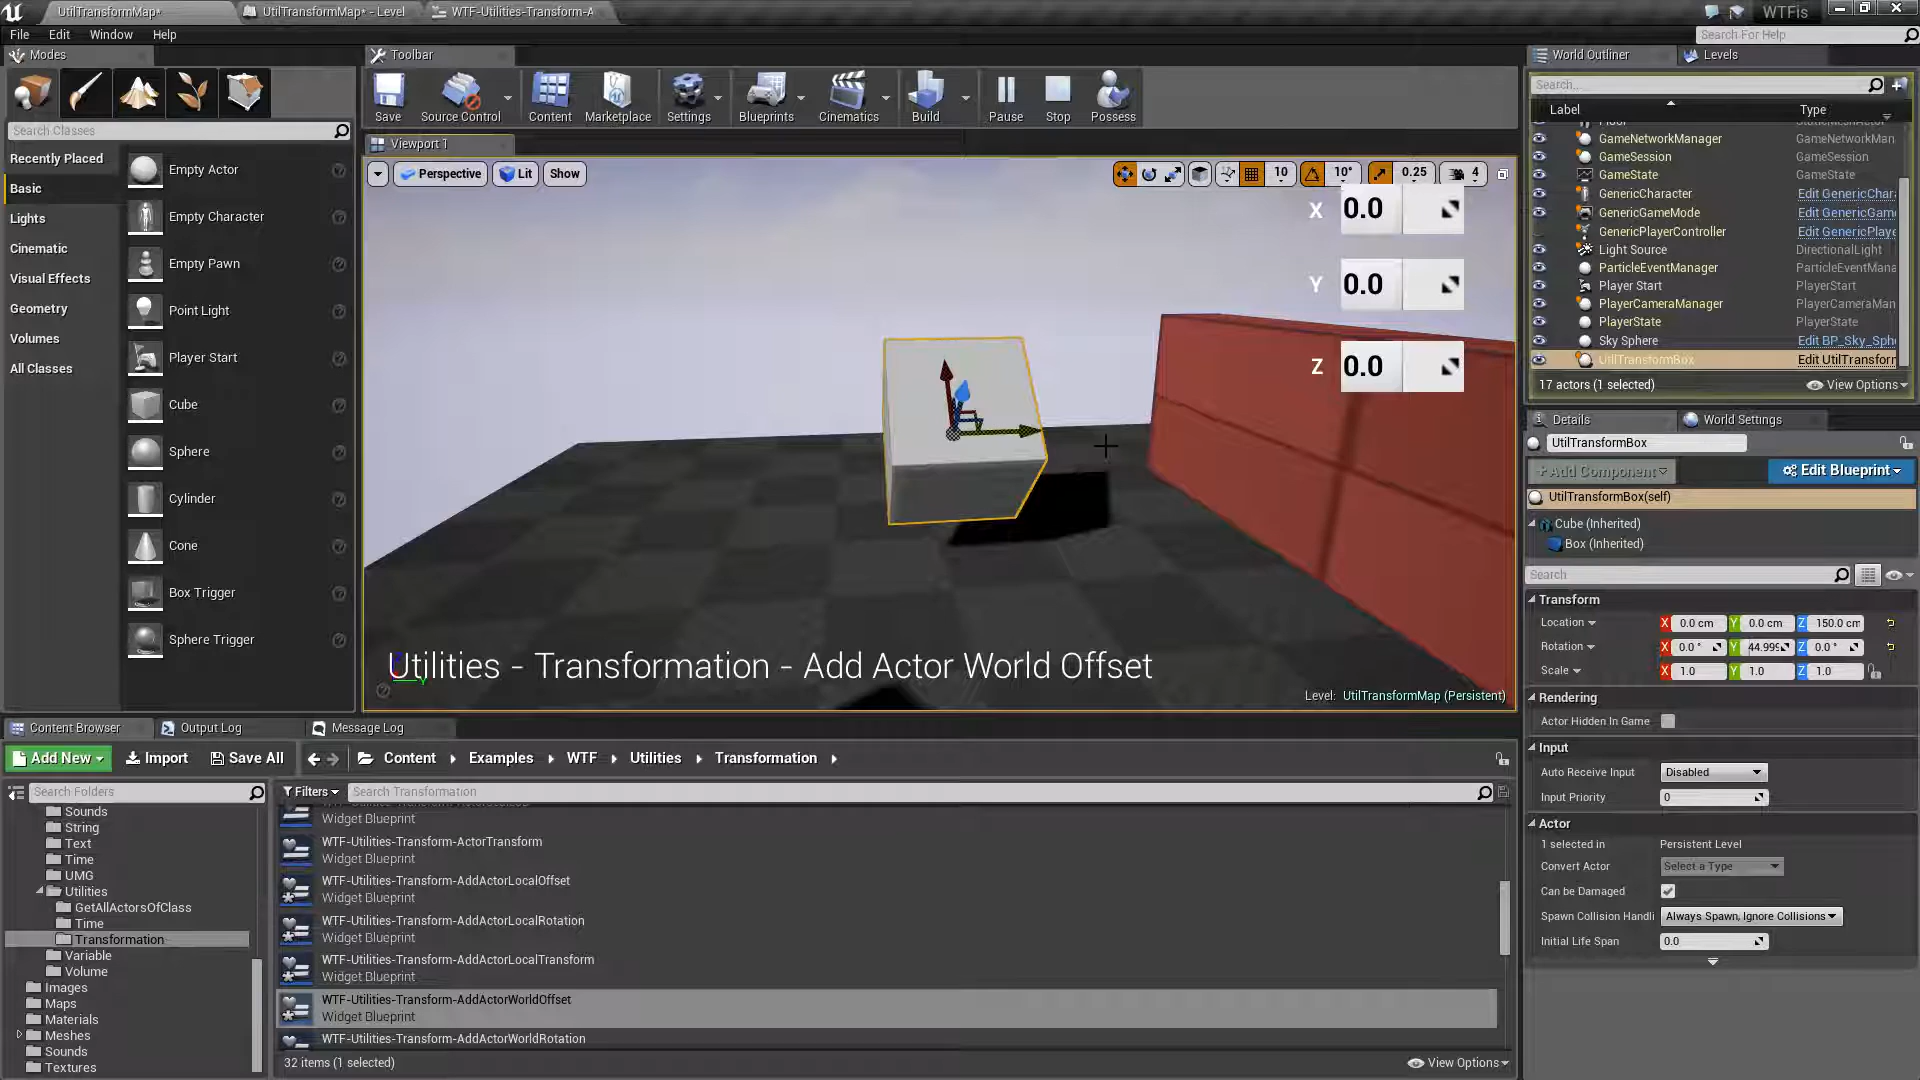 UtilTransformMap*
UtilTransformMap* - Level
WTF-Utilities-Transform-A
WTFis
File Edit Window Help
Search For Help
Modes
Toolbar
World Outliner
Levels
Save
Source Control
Content
Marketplace
Settings
Blueprints
Cinematics
Build
Pause
Stop
Possess
Search Classes
Recently Placed
Basic
Lights
Cinematic
Visual Effects
Geometry
Volumes
All Classes
Empty Actor
Empty Character
Empty Pawn
Point Light
Player Start
Cube
Sphere
Cylinder
Cone
Box Trigger
Sphere Trigger
Viewport 1
Perspective Lit Show
10 10° 0.25 4
X 0.0
Y 0.0
Z 0.0
Utilities - Transformation - Add Actor World Offset
Level: UtilTransformMap (Persistent)
Search...
Label Type
GameNetworkManager GameNetworkMan
GameSession GameSession
GameState GameState
GenericCharacter Edit GenericChar
GenericGameMode Edit GenericGam
GenericPlayerController Edit GenericPlaye
Light Source DirectionalLight
ParticleEventManager ParticleEventMana
Player Start PlayerStart
PlayerCameraManager PlayerCameraMan
PlayerState PlayerState
Sky Sphere Edit BP_Sky_Sph
UtilTransformBox Edit UtilTransforr
17 actors (1 selected)
View Options
Details
World Settings
UtilTransformBox
+Add Component
Edit Blueprint
UtilTransformBox(self)
Cube (Inherited)
Box (Inherited)
Search
Transform
Location X 0.0 cm Y 0.0 cm Z 150.0 cm
Rotation X 0.0 ° Y 44.999 Z 0.0 °
Scale X 1.0 Y 1.0 Z 1.0
Rendering
Actor Hidden In Game
Input
Auto Receive Input Disabled
Input Priority 0
Actor
1 selected in Persistent Level
Convert Actor Select a Type
Can be Damaged
Spawn Collision Handli Always Spawn, Ignore Collisions
Initial Life Span 0.0
Content Browser
Output Log
Message Log
Add New
Import
Save All
Content Examples WTF Utilities Transformation
Search Folders
Filters
Search Transformation
Sounds
String
Text
Time
UMG
Utilities
GetAllActorsOfClass
Time
Transformation
Variable
Volume
Images
Maps
Materials
Meshes
Sounds
Textures
Widget Blueprint
WTF-Utilities-Transform-ActorTransform
Widget Blueprint
WTF-Utilities-Transform-AddActorLocalOffset
Widget Blueprint
WTF-Utilities-Transform-AddActorLocalRotation
Widget Blueprint
WTF-Utilities-Transform-AddActorLocalTransform
Widget Blueprint
WTF-Utilities-Transform-AddActorWorldOffset
Widget Blueprint
WTF-Utilities-Transform-AddActorWorldRotation
32 items (1 selected)
View Options